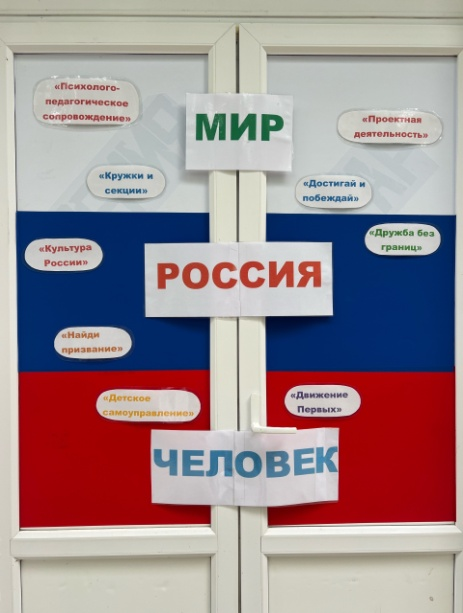 «Психолого-
педагогическое
сопровождение»
МИР
«Проектная
деятельность»
«Кружки и
секции»
«Достигай и
побеждай»
«Культура
России»
«Дружба без
границ»
РОССИЯ
«Найди
призвание»
«Детское
самоуправление»
«Движение
Первых»
ЧЕЛОВЕК